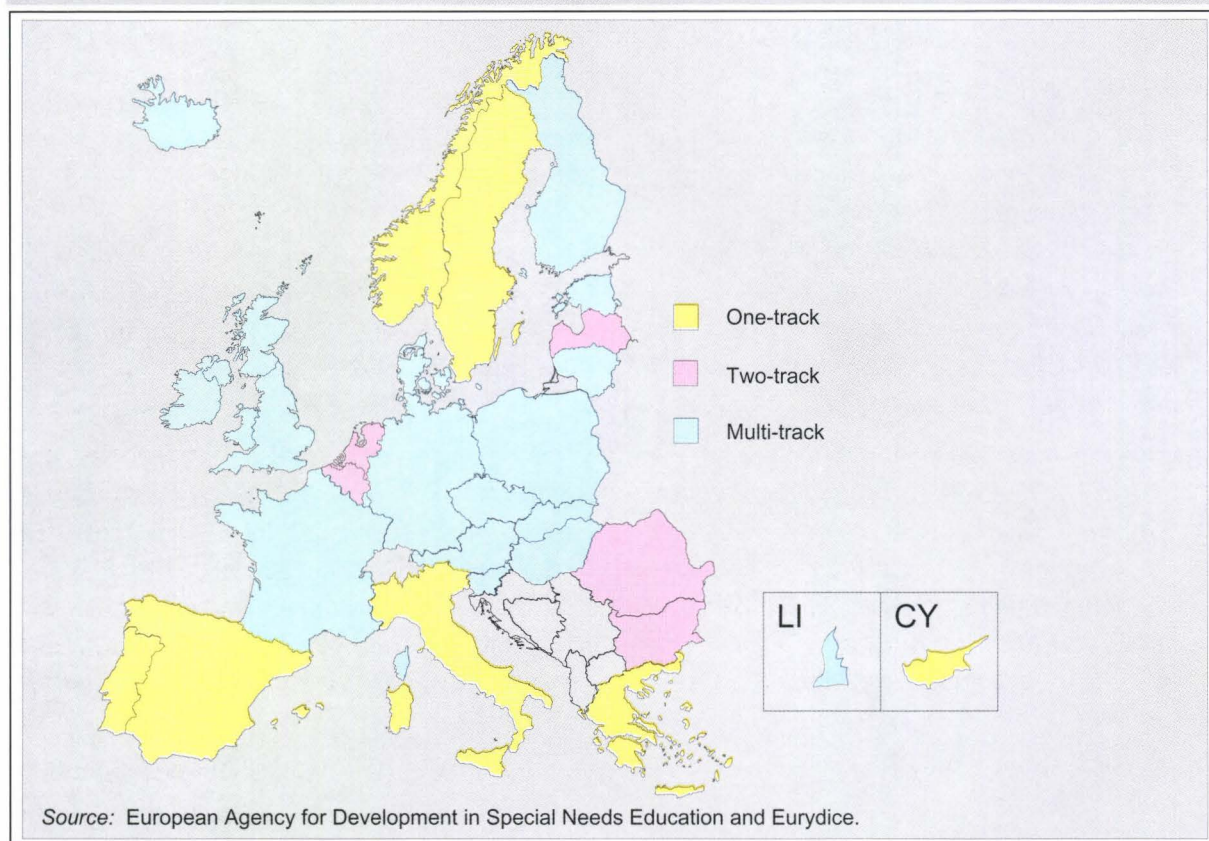 One-track
Two-track
Multi-track
LI
CY
Source: European Agency for Development in Special Needs Education and Eurydice.